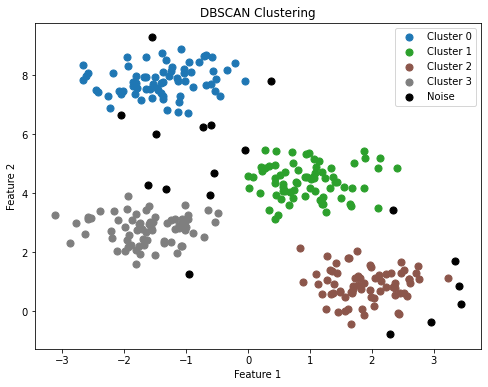 DBSCAN Clustering
Cluster 0
Cluster 1
Cluster 2
Cluster 3
Noise
Feature 2
8
6
4
2
0
−3 −2 −1 0 1 2 3
Feature 1